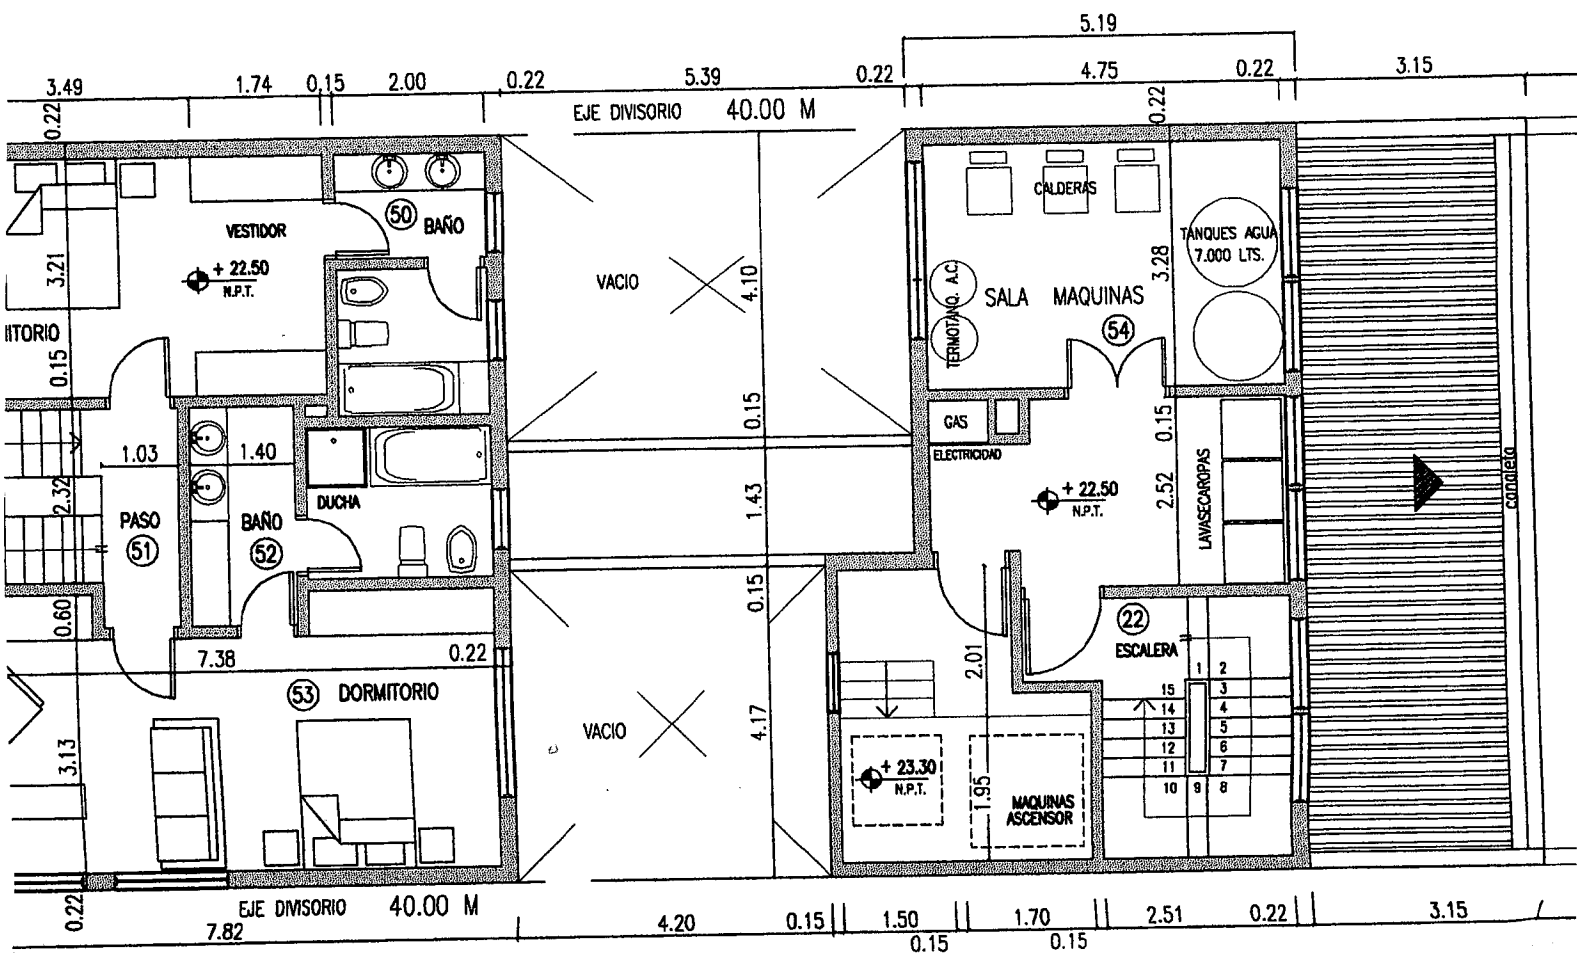 5.19
3.49 1.74 0.15 2.00 0.22 5.39 0.22 4.75 0.22 3.15
EJE DIVISORIO 40.00 M
0.22
0.22
50
BAÑO
VESTIDOR
CALDERAS
TANQUES AGUA
7.000 LTS.
+ 22.50
N.P.T.
3.21
VACIO
4.10
3.28
TERMOTANQ. A.C.
SALA MAQUINAS
54
ITORIO
0.15
0.15
0.15
GAS
ELECTRICIDAD
1.03
1.40
2.32
DUCHA
PASO
51
BAÑO
52
1.43
+ 22.50
N.P.T.
2.52
LAVASECAROPAS
canaleta
0.60
0.15
22
ESCALERA
7.38
0.22
53 DORMITORIO
2.01
1 2
15 3
14 4
13 5
12 6
11 7
10 9 8
3.13
VACIO
4.17
+ 23.30
N.P.T.
1.95
MAQUINAS
ASCENSOR
0.22
EJE DIVISORIO 40.00 M
7.82 4.20 0.15 1.50 1.70 2.51 0.22 3.15
0.15 0.15